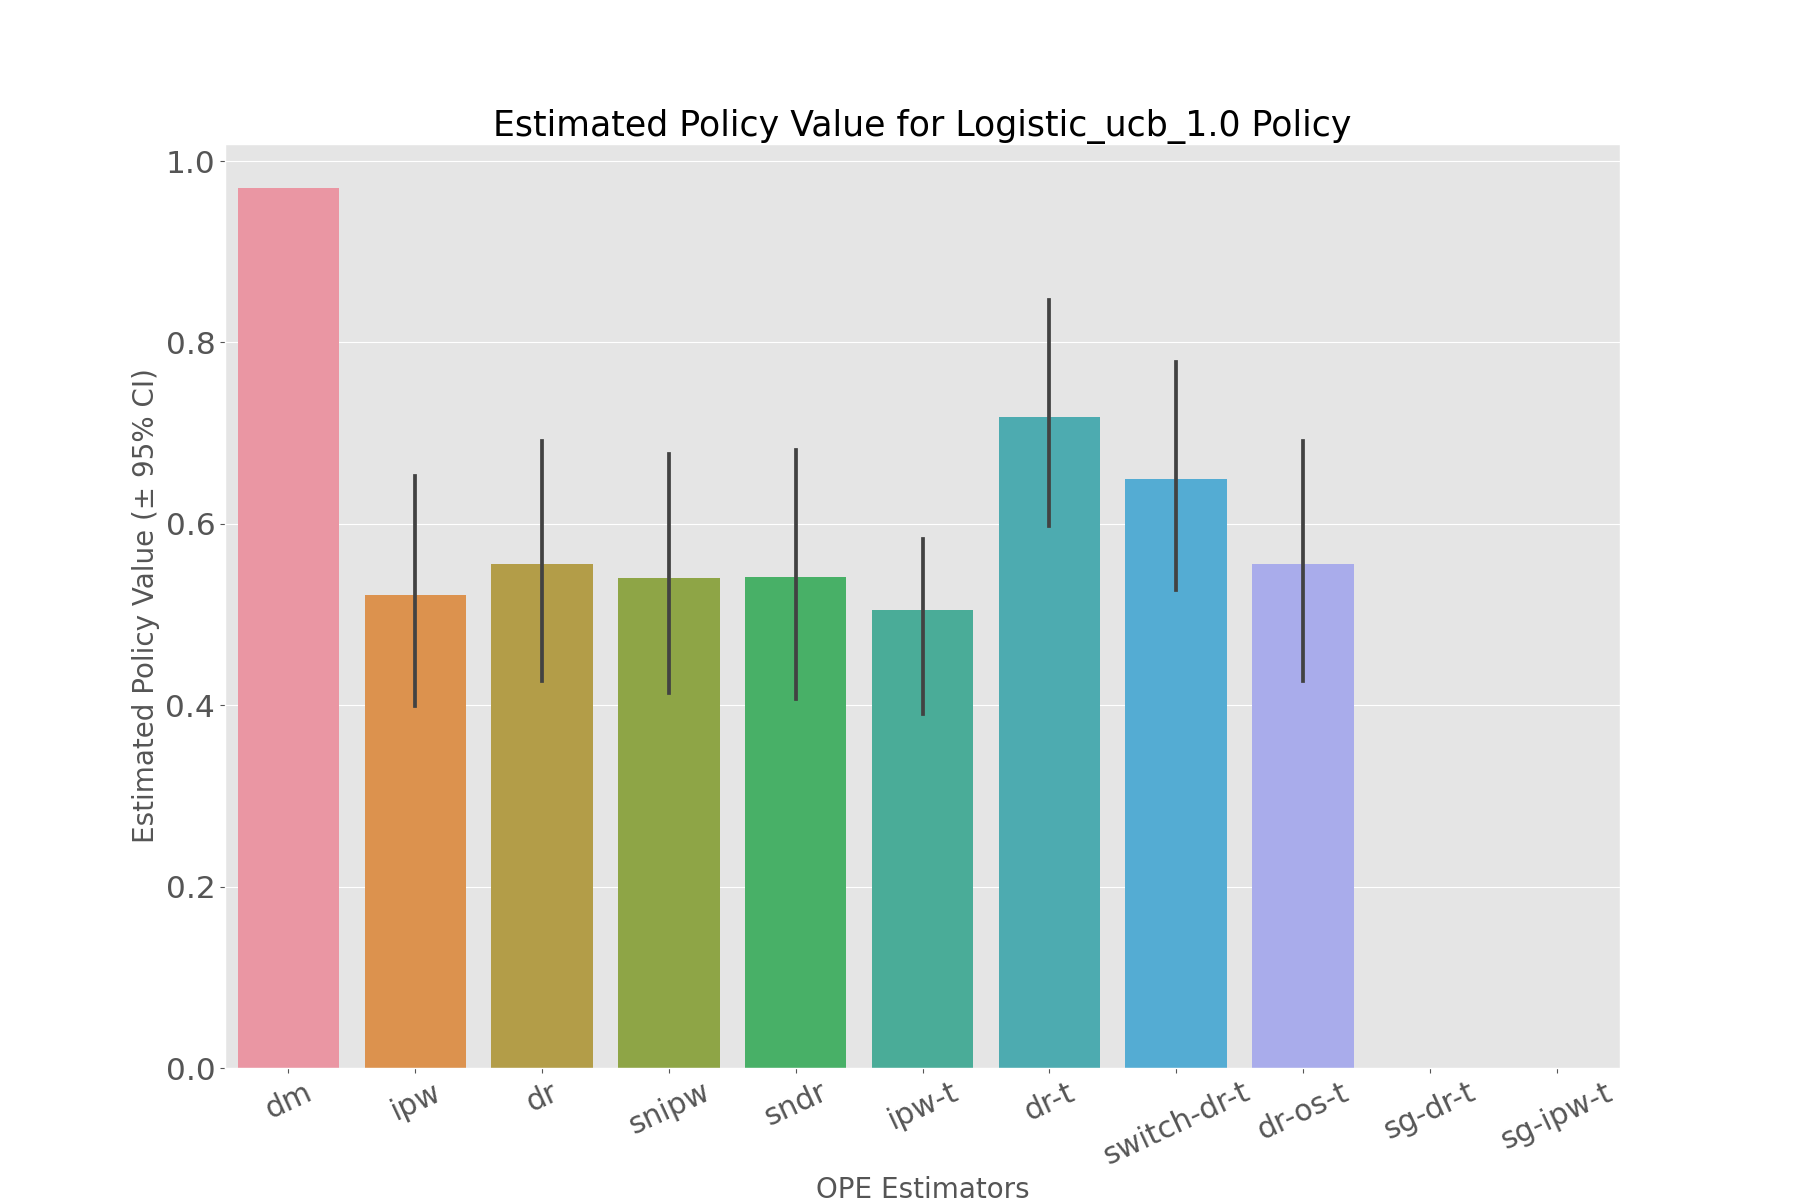 Estimated Policy Value for Logistic_ucb_1.0 Policy
Estimated Policy Value (± 95% CI)
1.0
0.8
0.6
0.4
0.2
0.0
dm ipw dr snipw sndr ipw-t dr-t switch-dr-t dr-os-t sg-dr-t sg-ipw-t
OPE Estimators